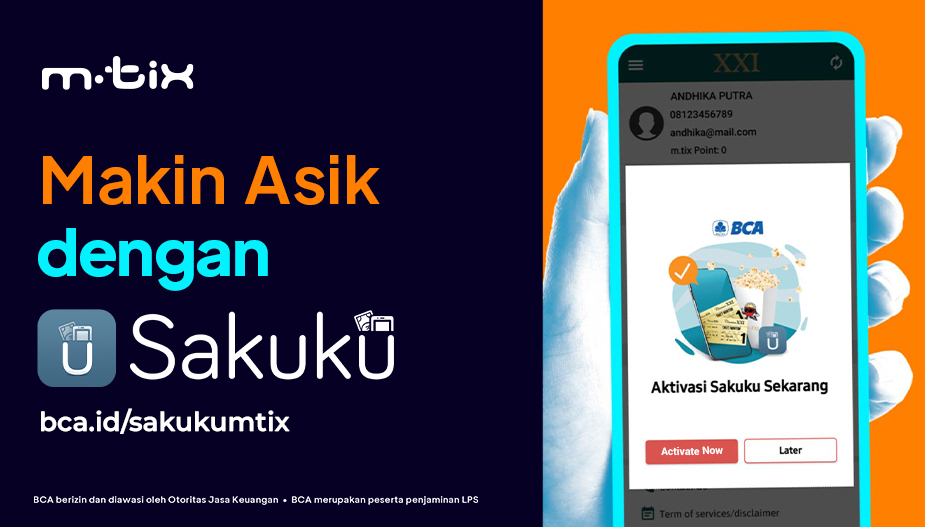 m•tix
Makin Asik
dengan
u Sakuku
bca.id/sakukumtix
BCA berizin dan diawasi oleh Otoritas Jasa Keuangan • BCA merupakan peserta penjaminan LPS
XXI
ANDHIKA PUTRA
08123456789
andhika@mail.com
m.tix Point: 0
BCA
Aktivasi Sakuku Sekarang
Activate Now
Later
Term of services/disclaimer